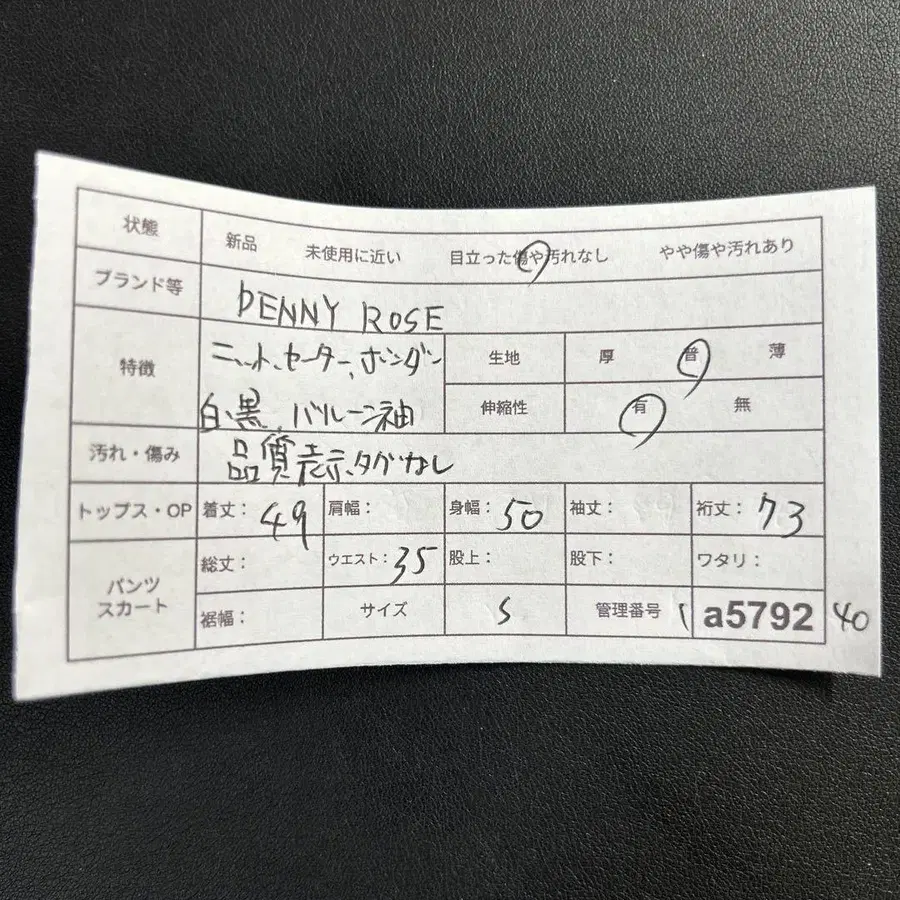 状態 新品 未使用に近い 目立った傷や汚れなし やや傷や汚れあり
ブランド等 DENNY ROSE
特徴 ニット、セーター、ボンダン
白、黒、バルーン袖
生地 厚 普 薄
伸縮性 有 無
汚れ・傷み 品質表示タグなし
トップス・OP 着丈: 49 肩幅: 身幅: 50 袖丈: 裄丈: 73
パンツ スカート
総丈: ウエスト: 35 股上: 股下: ワタリ:
裾幅: サイズ S 管理番号 1 a5792 40